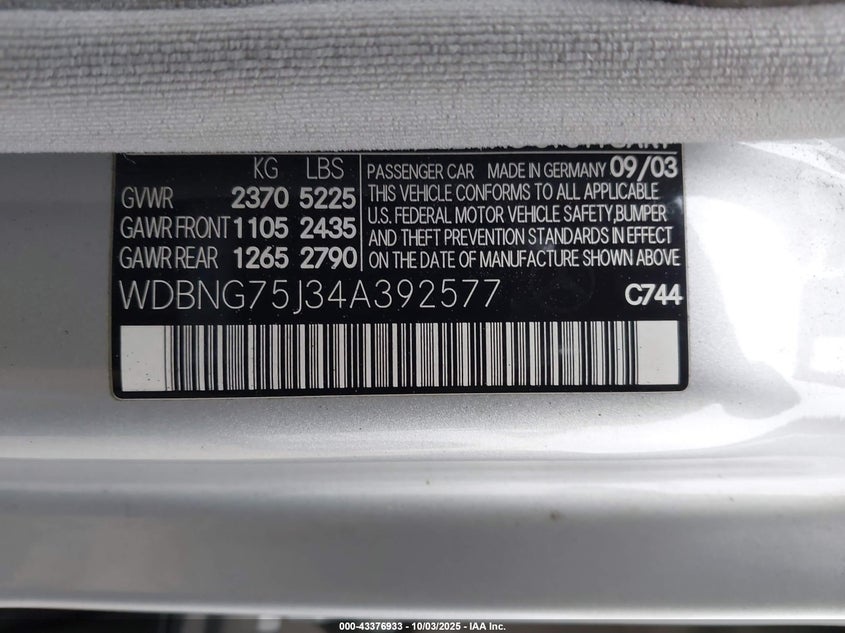 KG LBS
GVWR 2370 5225
GAWR FRONT 1105 2435
GAWR REAR 1265 2790
PASSENGER CAR MADE IN GERMANY 09/03
THIS VEHICLE CONFORMS TO ALL APPLICABLE
U.S. FEDERAL MOTOR VEHICLE SAFETY,BUMPER
AND THEFT PREVENTION STANDARDS IN EFFECT
ON THE DATE OF MANUFACTURE SHOWN ABOVE
WDBNG75J34A392577 C744
000-43376933 - 10/03/2025 - IAA Inc.